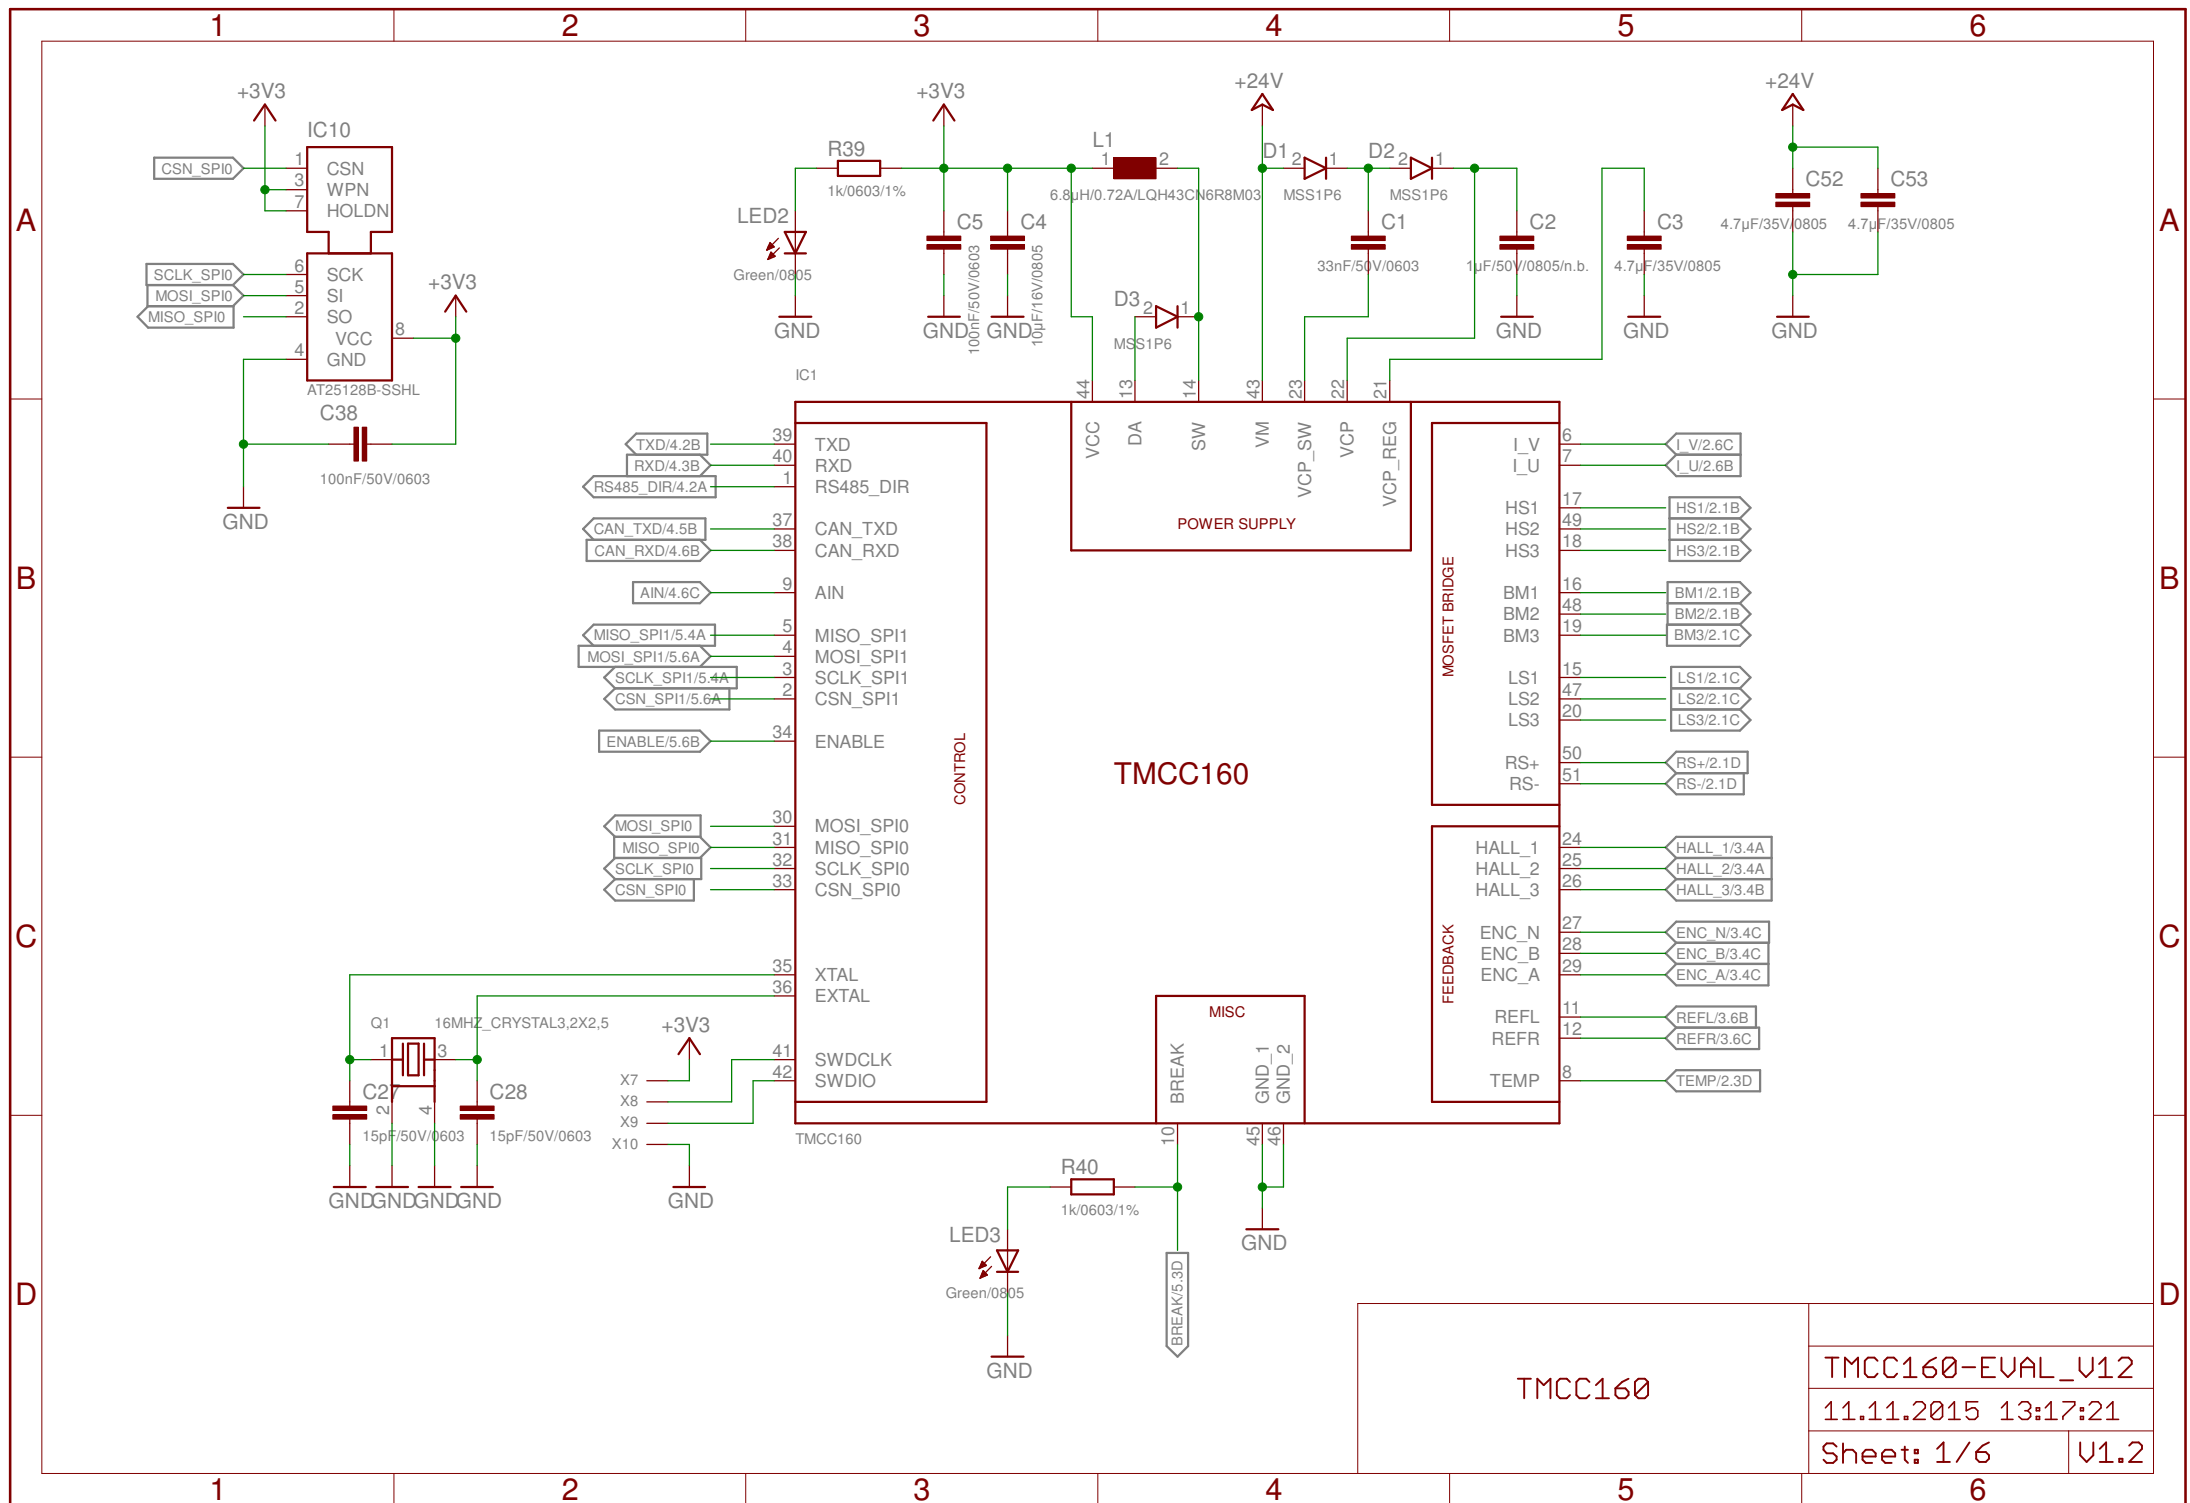 1 2 3 4 5 6
A
A
B
B
C
C
D
D
+3V3
IC10
CSN_SPI0
1 CSN
3 WPN
7 HOLDN
SCLK_SPI0 6 SCK
MOSI_SPI0 5 SI
MISO_SPI0 2 SO
VCC 8
4 GND
+3V3
AT25128B-SSHL
C38
100nF/50V/0603
GND
+3V3
R39
1k/0603/1%
LED2
Green/0805
GND
C5
100nF/50V/0603
GND
C4
10µF/16V/0805
GND
L1
1 2
6.8µH/0.72A/LQH43CN6R8M03
D3
2 1
MSS1P6
+24V
D1
2 1
MSS1P6
D2
2 1
MSS1P6
C1
33nF/50V/0603
C2
1µF/50V/0805/n.b.
GND
C3
4.7µF/35V/0805
GND
+24V
C52
4.7µF/35V/0805
C53
4.7µF/35V/0805
GND
IC1
44 13 14 43 23 22 21
VCC DA SW VM VCP_SW VCP VCP_REG
POWER SUPPLY
TXD/4.2B 39 TXD
RXD/4.3B 40 RXD
RS485_DIR/4.2A 1 RS485_DIR
CAN_TXD/4.5B 37 CAN_TXD
CAN_RXD/4.6B 38 CAN_RXD
AIN/4.6C 9 AIN
MISO_SPI1/5.4A 5 MISO_SPI1
MOSI_SPI1/5.6A 4 MOSI_SPI1
SCLK_SPI1/5.4A 3 SCLK_SPI1
CSN_SPI1/5.6A 2 CSN_SPI1
ENABLE/5.6B 34 ENABLE
CONTROL
MOSI_SPI0 30 MOSI_SPI0
MISO_SPI0 31 MISO_SPI0
SCLK_SPI0 32 SCLK_SPI0
CSN_SPI0 33 CSN_SPI0
35 XTAL
36 EXTAL
41 SWDCLK
42 SWDIO
TMCC160
TMCC160
I_V 6 I_V/2.6C
I_U 7 I_U/2.6B
HS1 17 HS1/2.1B
HS2 49 HS2/2.1B
HS3 18 HS3/2.1B
MOSFET BRIDGE
BM1 16 BM1/2.1B
BM2 48 BM2/2.1B
BM3 19 BM3/2.1C
LS1 15 LS1/2.1C
LS2 47 LS2/2.1C
LS3 20 LS3/2.1C
RS+ 50 RS+/2.1D
RS- 51 RS-/2.1D
HALL_1 24 HALL_1/3.4A
HALL_2 25 HALL_2/3.4A
HALL_3 26 HALL_3/3.4B
FEEDBACK
ENC_N 27 ENC_N/3.4C
ENC_B 28 ENC_B/3.4C
ENC_A 29 ENC_A/3.4C
REFL 11 REFL/3.6B
REFR 12 REFR/3.6C
TEMP 8 TEMP/2.3D
MISC
BREAK GND_1 GND_2
10 45 46
Q1
16MHZ_CRYSTAL3,2X2,5
1 3
2 4
C27
15pF/50V/0603
C28
15pF/50V/0603
GND GND GND GND
+3V3
X7
X8
X9
X10
GND
R40
1k/0603/1%
LED3
Green/0805
GND
BREAK/5.3D
GND
TMCC160
TMCC160-EVAL_V12
11.11.2015 13:17:21
Sheet: 1/6
V1.2
1 2 3 4 5 6